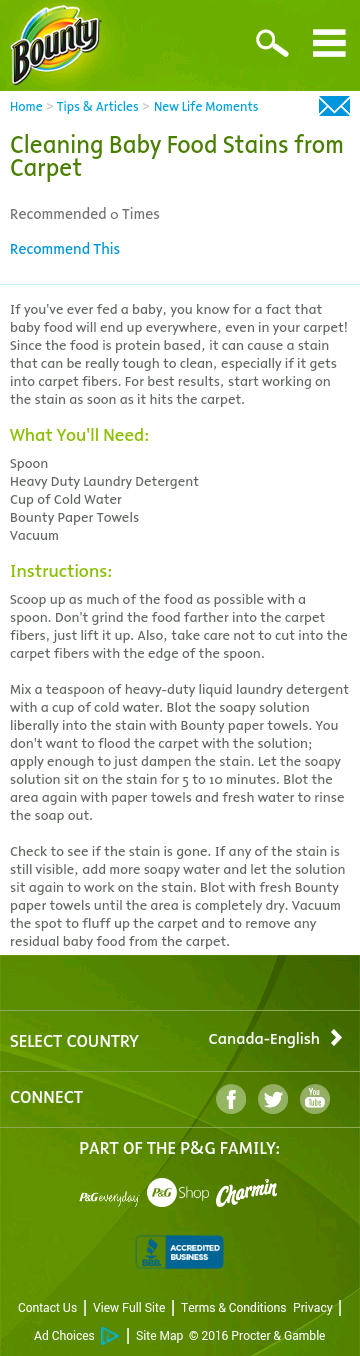 Bounty
Home > Tips & Articles > New Life Moments
Cleaning Baby Food Stains from
Carpet
Recommended 0 Times
Recommend This
If you've ever fed a baby, you know for a fact that
baby food will end up everywhere, even in your carpet!
Since the food is protein based, it can cause a stain
that can be really tough to clean, especially if it gets
into carpet fibers. For best results, start working on
the stain as soon as it hits the carpet.
What You'll Need:
Spoon
Heavy Duty Laundry Detergent
Cup of Cold Water
Bounty Paper Towels
Vacuum
Instructions:
Scoop up as much of the food as possible with a
spoon. Don't grind the food farther into the carpet
fibers, just lift it up. Also, take care not to cut into the
carpet fibers with the edge of the spoon.
Mix a teaspoon of heavy-duty liquid laundry detergent
with a cup of cold water. Blot the soapy solution
liberally into the stain with Bounty paper towels. You
don't want to flood the carpet with the solution;
apply enough to just dampen the stain. Let the soapy
solution sit on the stain for 5 to 10 minutes. Blot the
area again with paper towels and fresh water to rinse
the soap out.
Check to see if the stain is gone. If any of the stain is
still visible, add more soapy water and let the solution
sit again to work on the stain. Blot with fresh Bounty
paper towels until the area is completely dry. Vacuum
the spot to fluff up the carpet and to remove any
residual baby food from the carpet.
SELECT COUNTRY Canada-English
CONNECT You Tube
PART OF THE P&G FAMILY:
P&G everyday P&G Shop Charmin
BBB ACCREDITED BUSINESS
Contact Us | View Full Site | Terms & Conditions Privacy |
Ad Choices | Site Map © 2016 Procter & Gamble